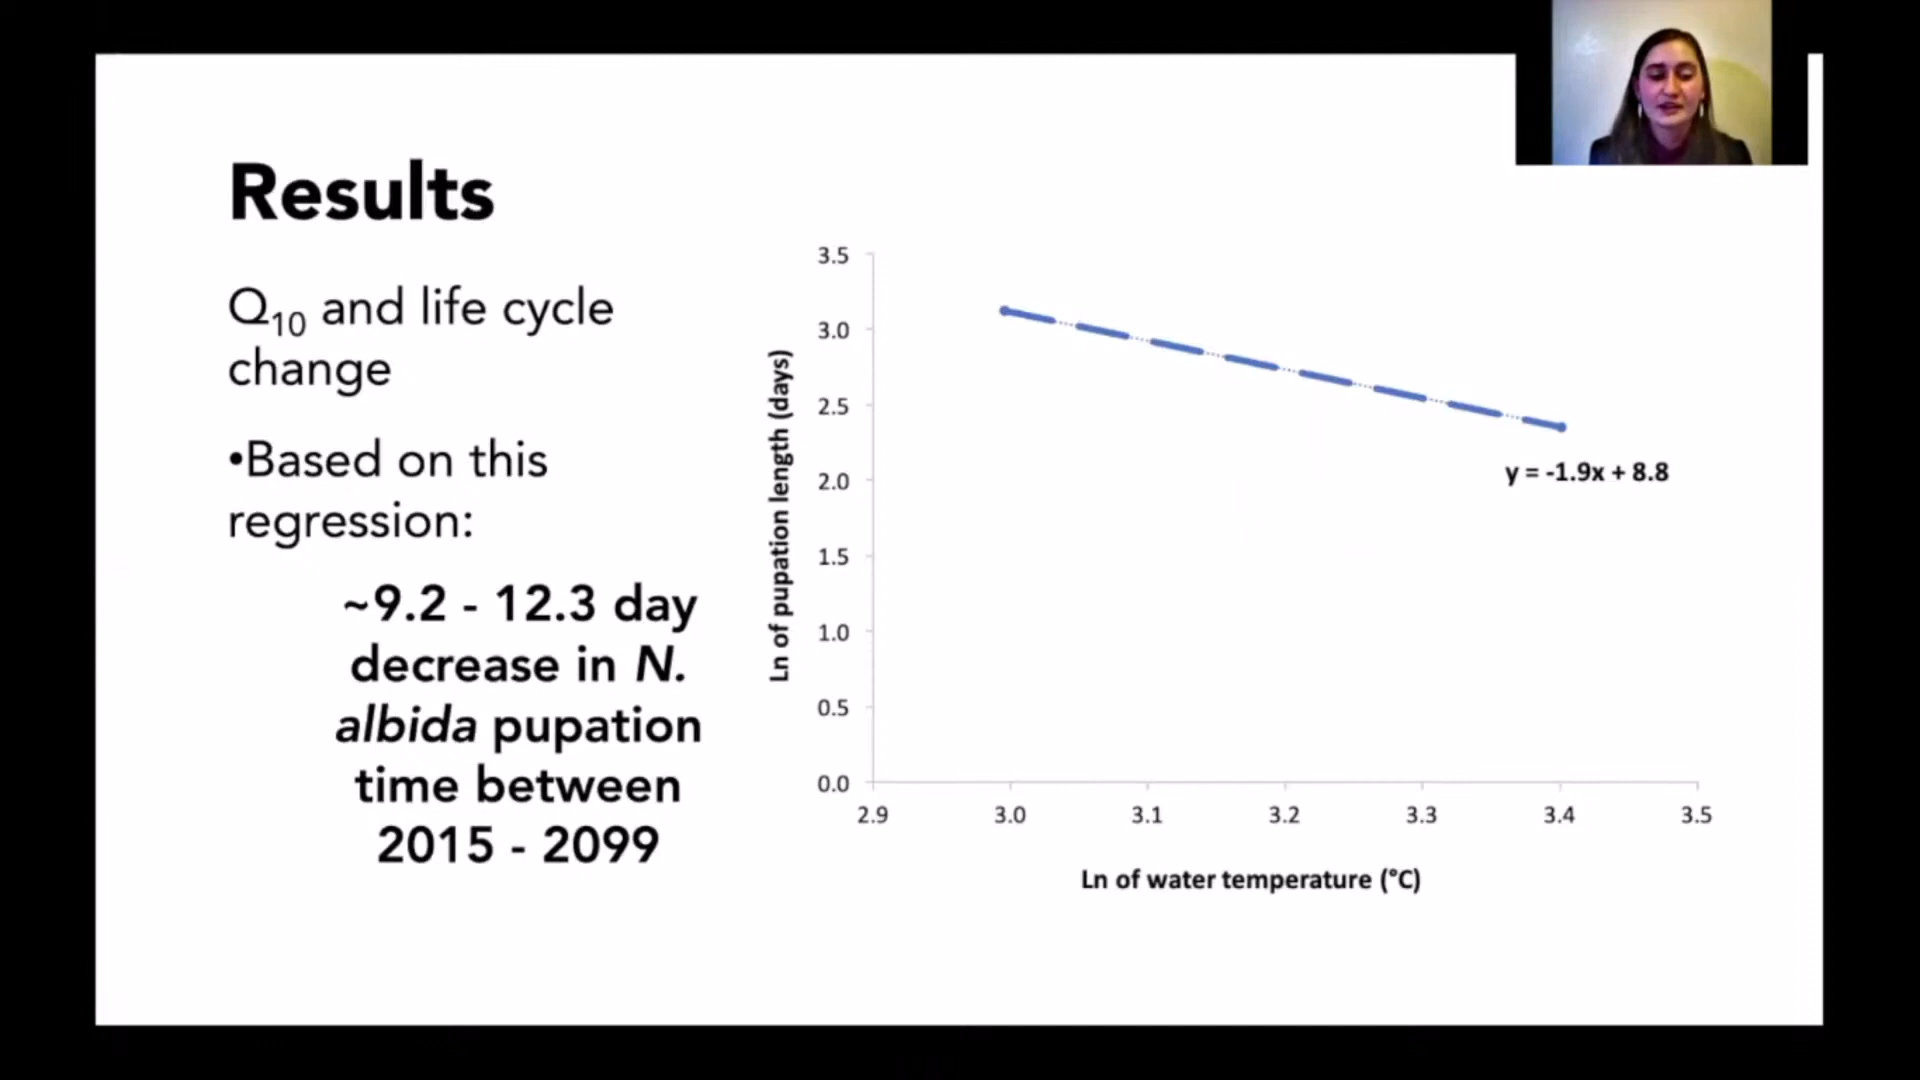 Results
Q10 and life cycle
change
•Based on this
regression:
~9.2 - 12.3 day
decrease in N.
albida pupation
time between
2015 - 2099
Ln of pupation length (days)
3.5
3.0
2.5
2.0
1.5
1.0
0.5
0.0
y = -1.9x + 8.8
2.9 3.0 3.1 3.2 3.3 3.4 3.5
Ln of water temperature (°C)